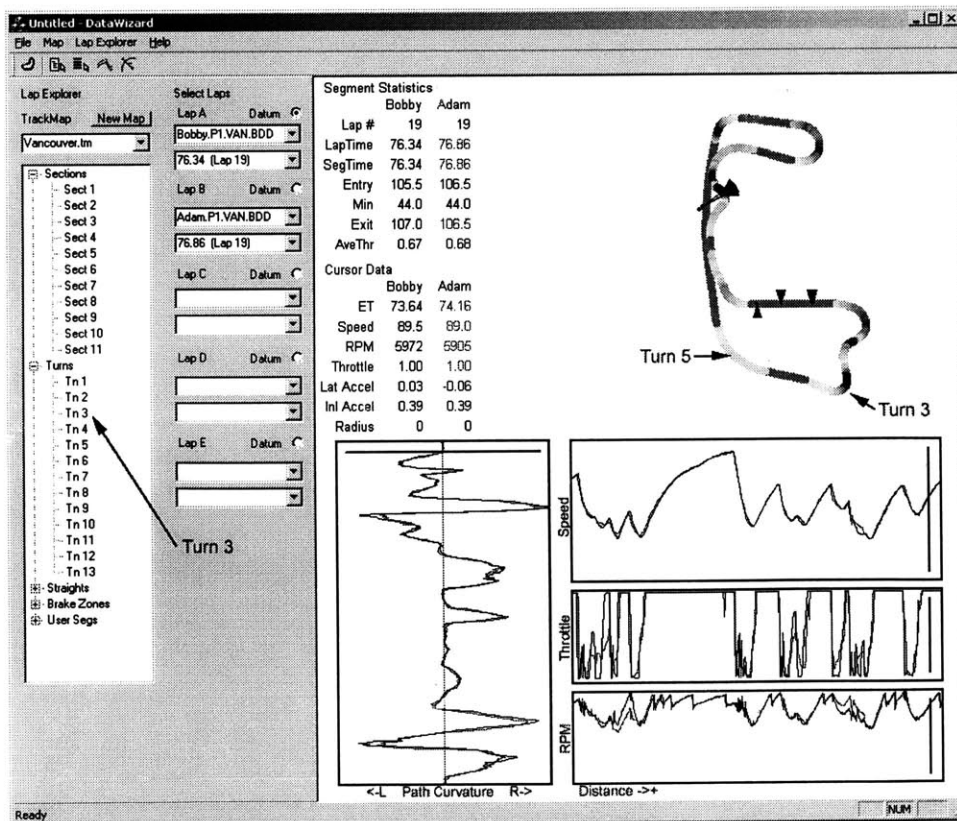 Untitled - DataWizard
File Map Lap Explorer Help
Lap Explorer
TrackMap New Map
Vancouver.tm
Sections
Sect 1
Sect 2
Sect 3
Sect 4
Sect 5
Sect 6
Sect 7
Sect 8
Sect 9
Sect 10
Sect 11
Turns
Tn 1
Tn 2
Tn 3
Tn 4
Tn 5
Tn 6
Tn 7
Tn 8
Tn 9
Tn 10
Tn 11
Tn 12
Tn 13
Straights
Brake Zones
User Segs
Turn 3
Select Laps
Lap A Datum
Bobby.P1.VAN.BDD
76.34 (Lap 19)
Lap B Datum
Adam.P1.VAN.BDD
76.86 (Lap 19)
Lap C Datum
Lap D Datum
Lap E Datum
Segment Statistics
Bobby Adam
Lap # 19 19
LapTime 76.34 76.86
SegTime 76.34 76.86
Entry 105.5 106.5
Min 44.0 44.0
Exit 107.0 106.5
AveThr 0.67 0.68
Cursor Data
Bobby Adam
ET 73.64 74.16
Speed 89.5 89.0
RPM 5972 5905
Throttle 1.00 1.00
Lat Accel 0.03 -0.06
Inl Accel 0.39 0.39
Radius 0 0
Turn 5
Turn 3
Speed
Throttle
RPM
<-L Path Curvature R->
Distance ->+
Ready
NUM